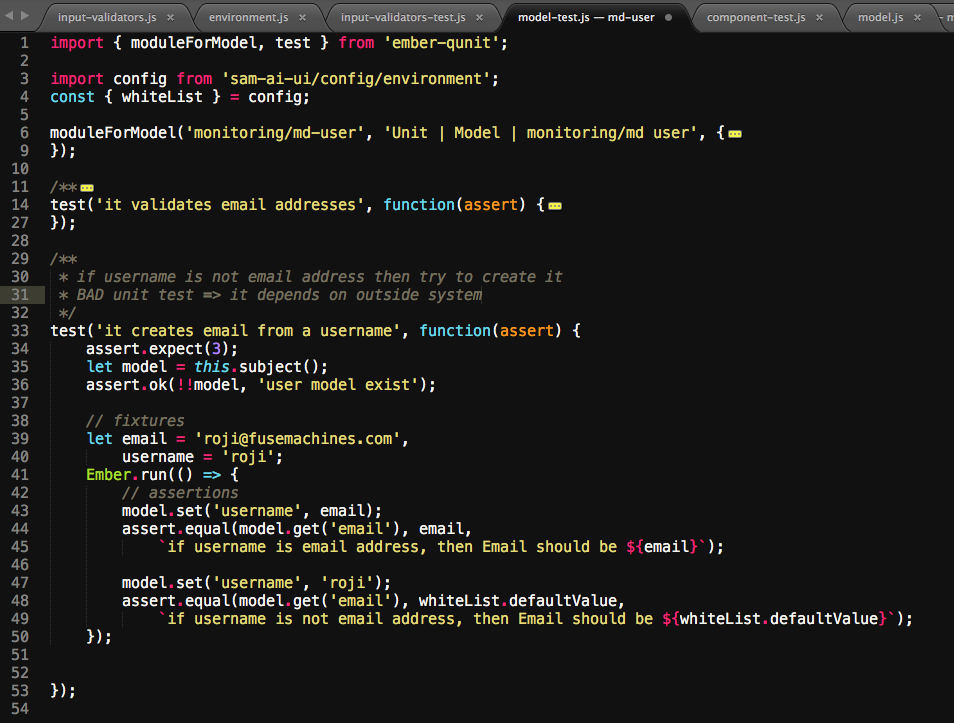 input-validators.js × environment.js × input-validators-test.js × model-test.js — md-user component-test.js × model.js × – m
1 import { moduleForModel, test } from 'ember-qunit';
2
3 import config from 'sam-ai-ui/config/environment';
4 const { whiteList } = config;
5
6 moduleForModel('monitoring/md-user', 'Unit | Model | monitoring/md user', {
9 });
10
11 /**
14 test('it validates email addresses', function(assert) {
27 });
28
29 /**
30 * if username is not email address then try to create it
31 * BAD unit test => it depends on outside system
32 */
33 test('it creates email from a username', function(assert) {
34 assert.expect(3);
35 let model = this.subject();
36 assert.ok(!!model, 'user model exist');
37
38 // fixtures
39 let email = 'roji@fusemachines.com',
40 username = 'roji';
41 Ember.run(() => {
42 // assertions
43 model.set('username', email);
44 assert.equal(model.get('email'), email,
45 `if username is email address, then Email should be ${email}`);
46
47 model.set('username', 'roji');
48 assert.equal(model.get('email'), whiteList.defaultValue,
49 `if username is not email address, then Email should be ${whiteList.defaultValue}`);
50 });
51
52
53 });
54